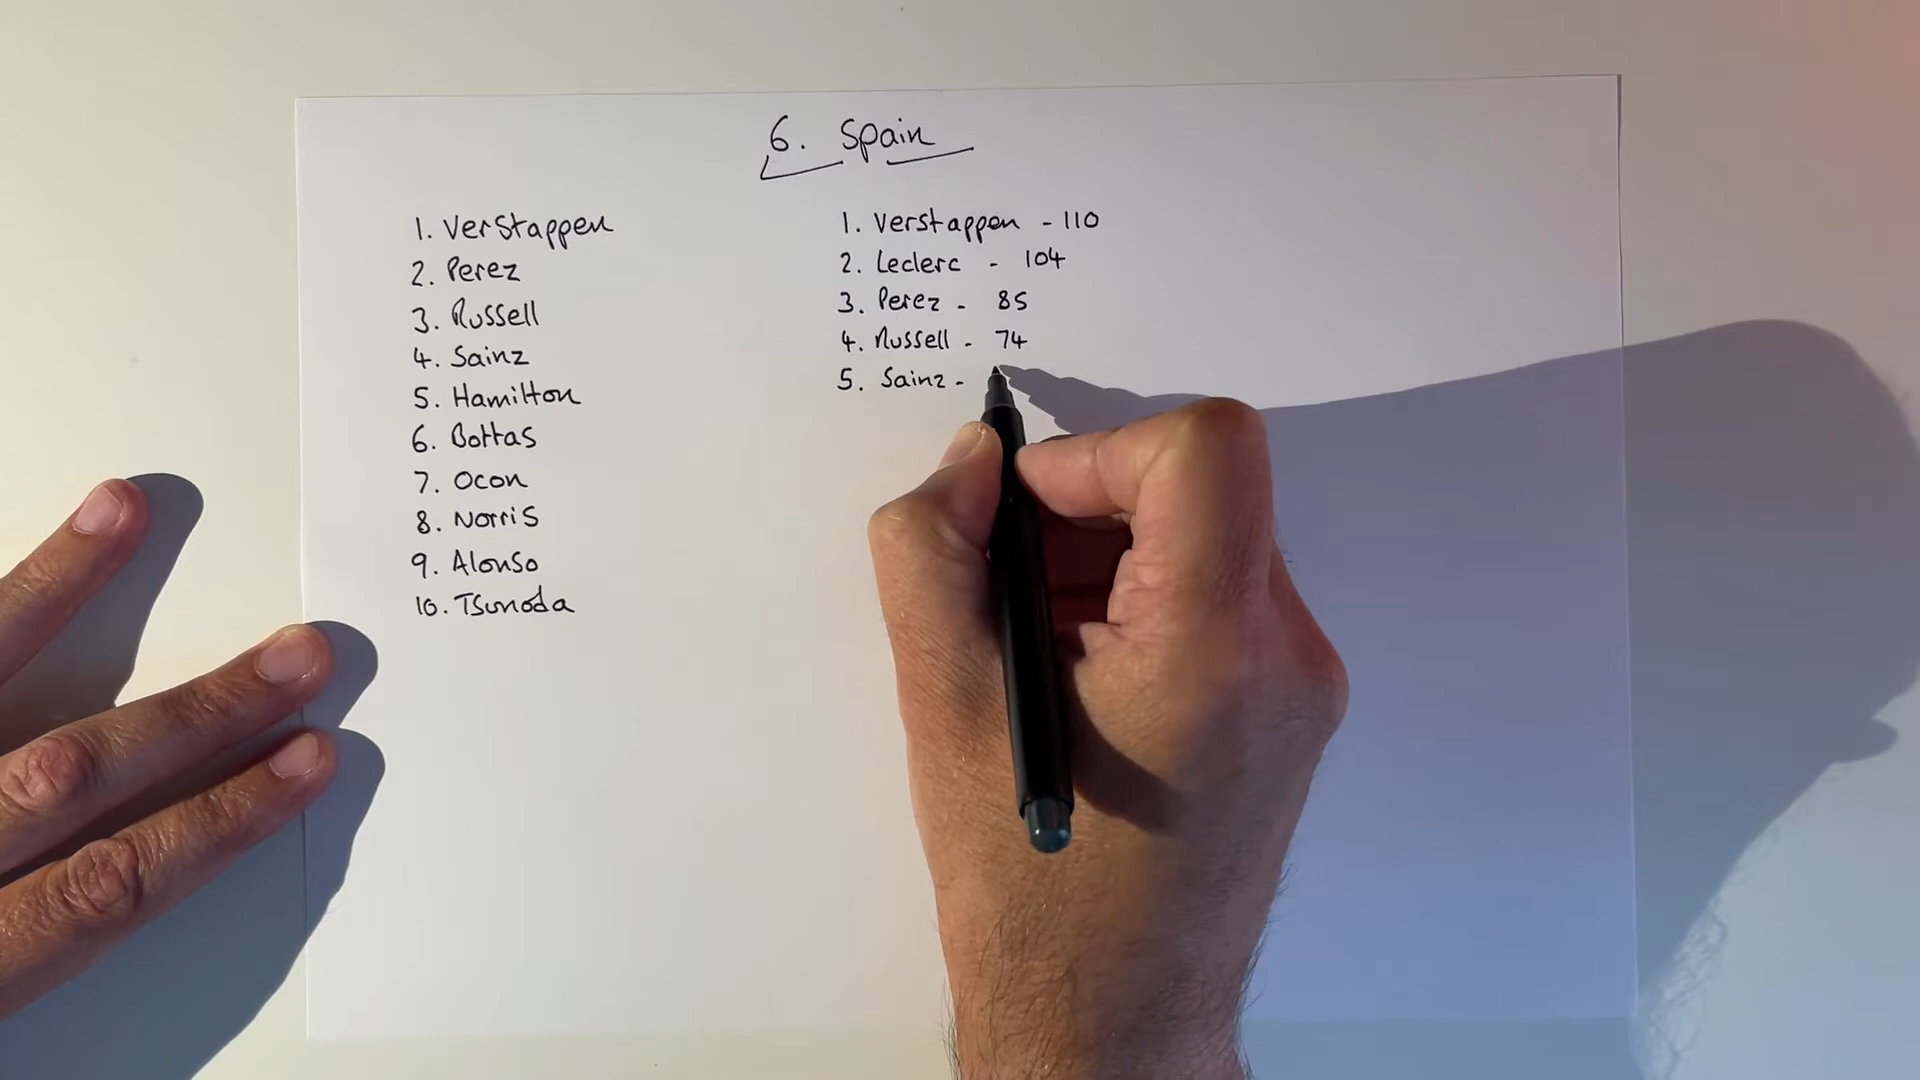 6. Spain
1. Verstappen
2. Perez
3. Russell
4. Sainz
5. Hamilton
6. Bottas
7. Ocon
8. Norris
9. Alonso
10. Tsunoda
1. Verstappen - 110
2. Leclerc - 104
3. Perez - 85
4. Russell - 74
5. Sainz -